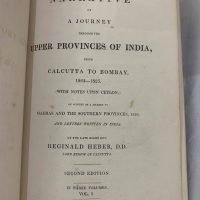 NARRATIVE
OF A
A JOURNEY
THROUGH THE
UPPER PROVINCES OF INDIA,
FROM
CALCUTTA TO BOMBAY,
1824—1825.
(WITH NOTES UPON CEYLON,)
AN ACCOUNT OF A JOURNEY TO
MADRAS AND THE SOUTHERN PROVINCES, 1826,
AND LETTERS WRITTEN IN INDIA.
BY THE LATE RIGHT REV.
REGINALD HEBER, D.D.
LORD BISHOP OF CALCUTTA.
SECOND EDITION.
IN THREE VOLUMES.
VOL. I.